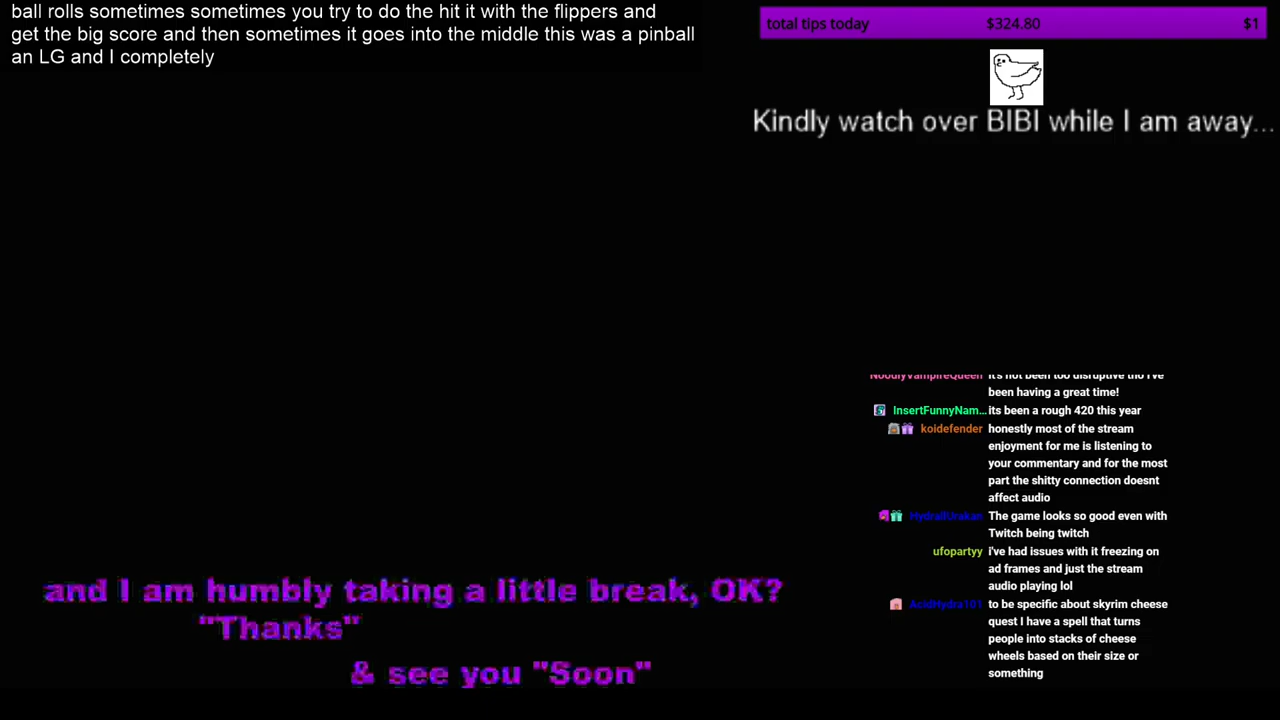 ball rolls sometimes sometimes you try to do the hit it with the flippers and
get the big score and then sometimes it goes into the middle this was a pinball
an LG and I completely
total tips today $324.80 $1
Kindly watch over BIBI while I am away...
NoodlyVampireQueen it's not been too disruptive tho i've
been having a great time!
InsertFunnyNam... its been a rough 420 this year
koidefender honestly most of the stream
enjoyment for me is listening to
your commentary and for the most
part the shitty connection doesnt
affect audio
The game looks so good even with
Twitch being twitch
ufopartyy i've had issues with it freezing on
ad frames and just the stream
audio playing lol
AcidHydra101 to be specific about skyrim cheese
quest I have a spell that turns
people into stacks of cheese
wheels based on their size or
something
and I am humbly taking a little break, OK?
"Thanks"
& see you "Soon"